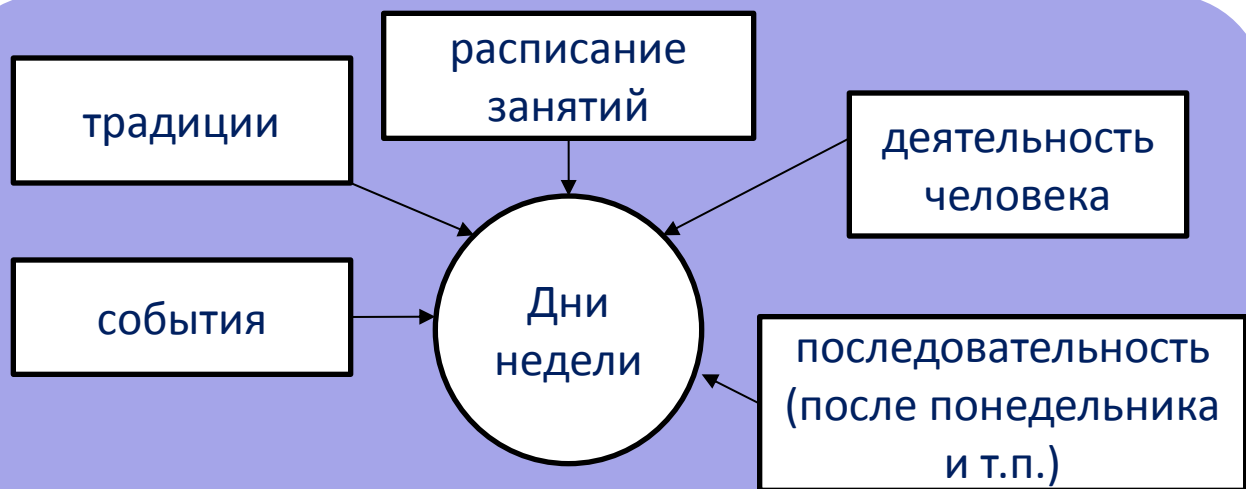 расписание
занятий
традиции
деятельность
человека
события
Дни
недели
последовательность
(после понедельника
и т.п.)